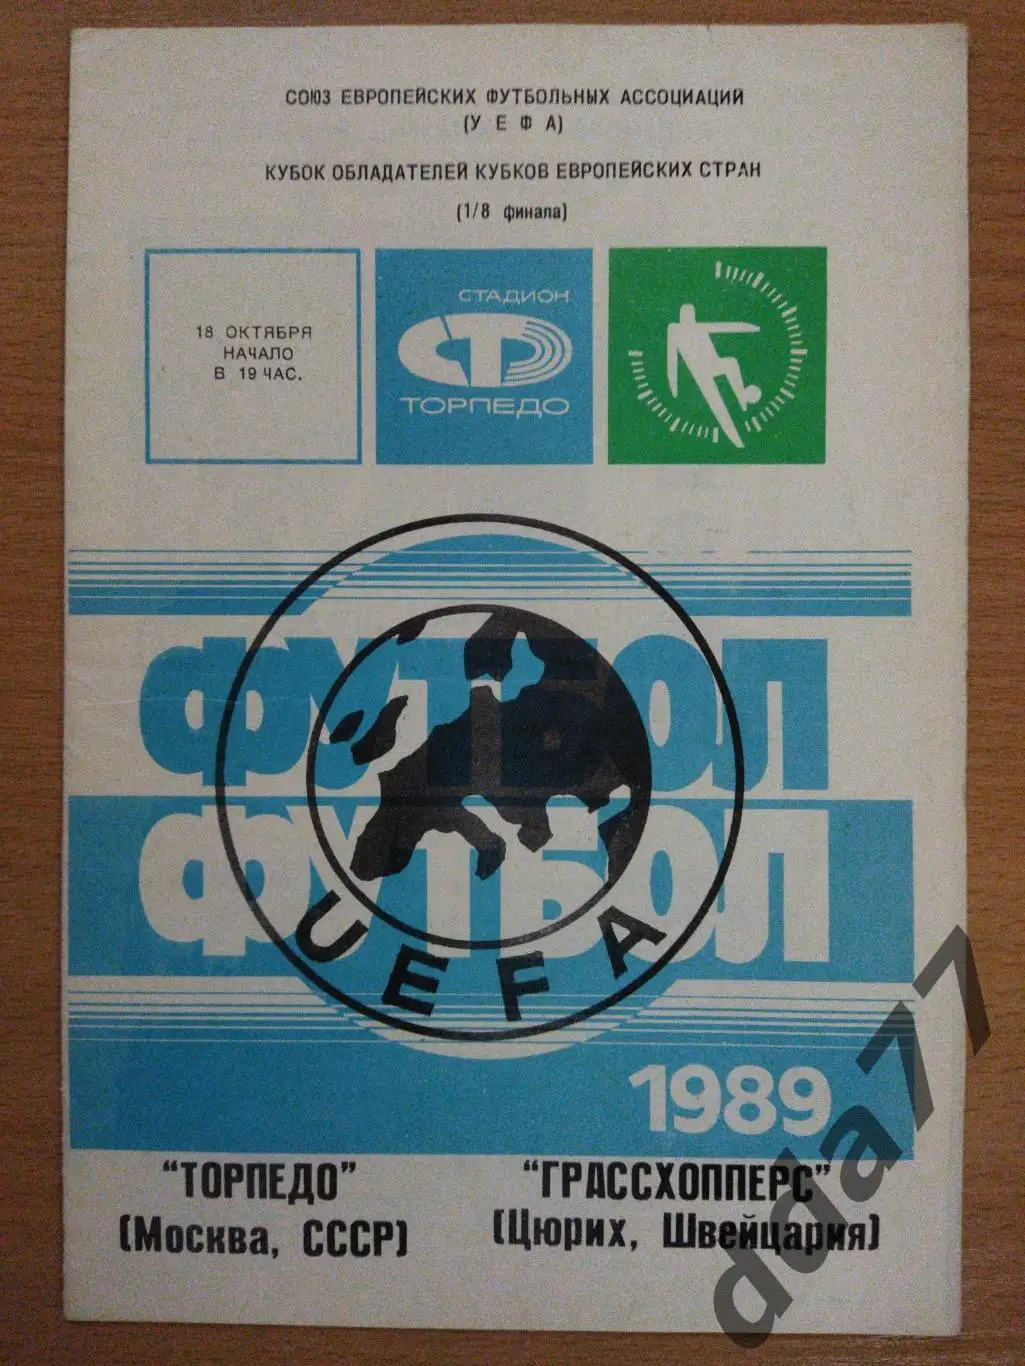 СОЮЗ ЕВРОПЕЙСКИХ ФУТБОЛЬНЫХ АССОЦИАЦИЙ
(У Е Ф А)
КУБОК ОБЛАДАТЕЛЕЙ КУБКОВ ЕВРОПЕЙСКИХ СТРАН
(1/8 финала)
18 ОКТЯБРЯ
НАЧАЛО
В 19 ЧАС.
СТАДИОН
СТ
ТОРПЕДО
ФУТБОЛ
ФУТБОЛ
UEFA
1989
"ТОРПЕДО"
(Москва, СССР)
"ГРАССХОППЕРС"
(Цюрих, Швейцария)
dda77